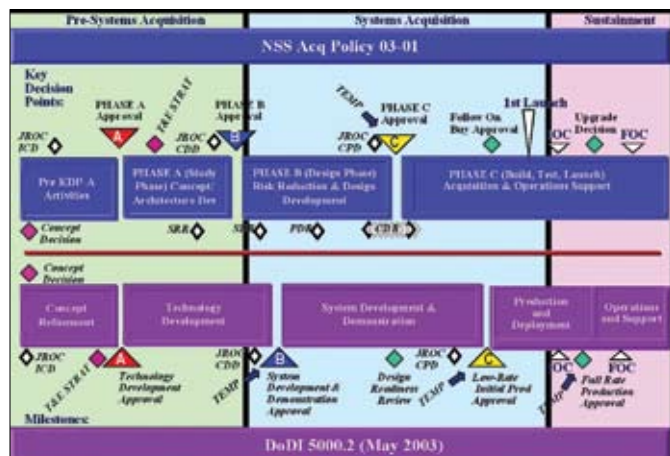 Pre-Systems Acquisition
Systems Acquisition
Sustainment
NSS Acq Policy 03-01
Key
Decision
Points:
PHASE A
Approval
T&E STRAT
PHASE B
Approval
TEMP
PHASE C
Approval
Follow On
Buy Approval
1st Launch
Upgrade
Decision
JROC
ICD
A
JROC
CDD
B
JROC
CPD
C
IOC
FOC
Pre KDP A
Activities
PHASE A (Study
Phase) Concept/
Architecture Dev
PHASE B (Design Phase)
Risk Reduction & Design
Development
PHASE C (Build, Test, Launch)
Acquisition & Operations Support
Concept
Decision
SRR
SDR
PDR
CDR
Concept
Decision
Concept
Refinement
Technology
Development
System Development &
Demonstration
Production
and
Deployment
Operations
and Support
JROC
ICD
T&E STRAT
A
Technology
Development
Approval
JROC
CDD
TEMP
B
System
Development &
Demonstration
Approval
Design
Readiness
Review
JROC
CPD
TEMP
C
Low-Rate
Initial Prod
Approval
IOC
TEMP
Full Rate
Production
Approval
FOC
Milestones:
DoDI 5000.2 (May 2003)